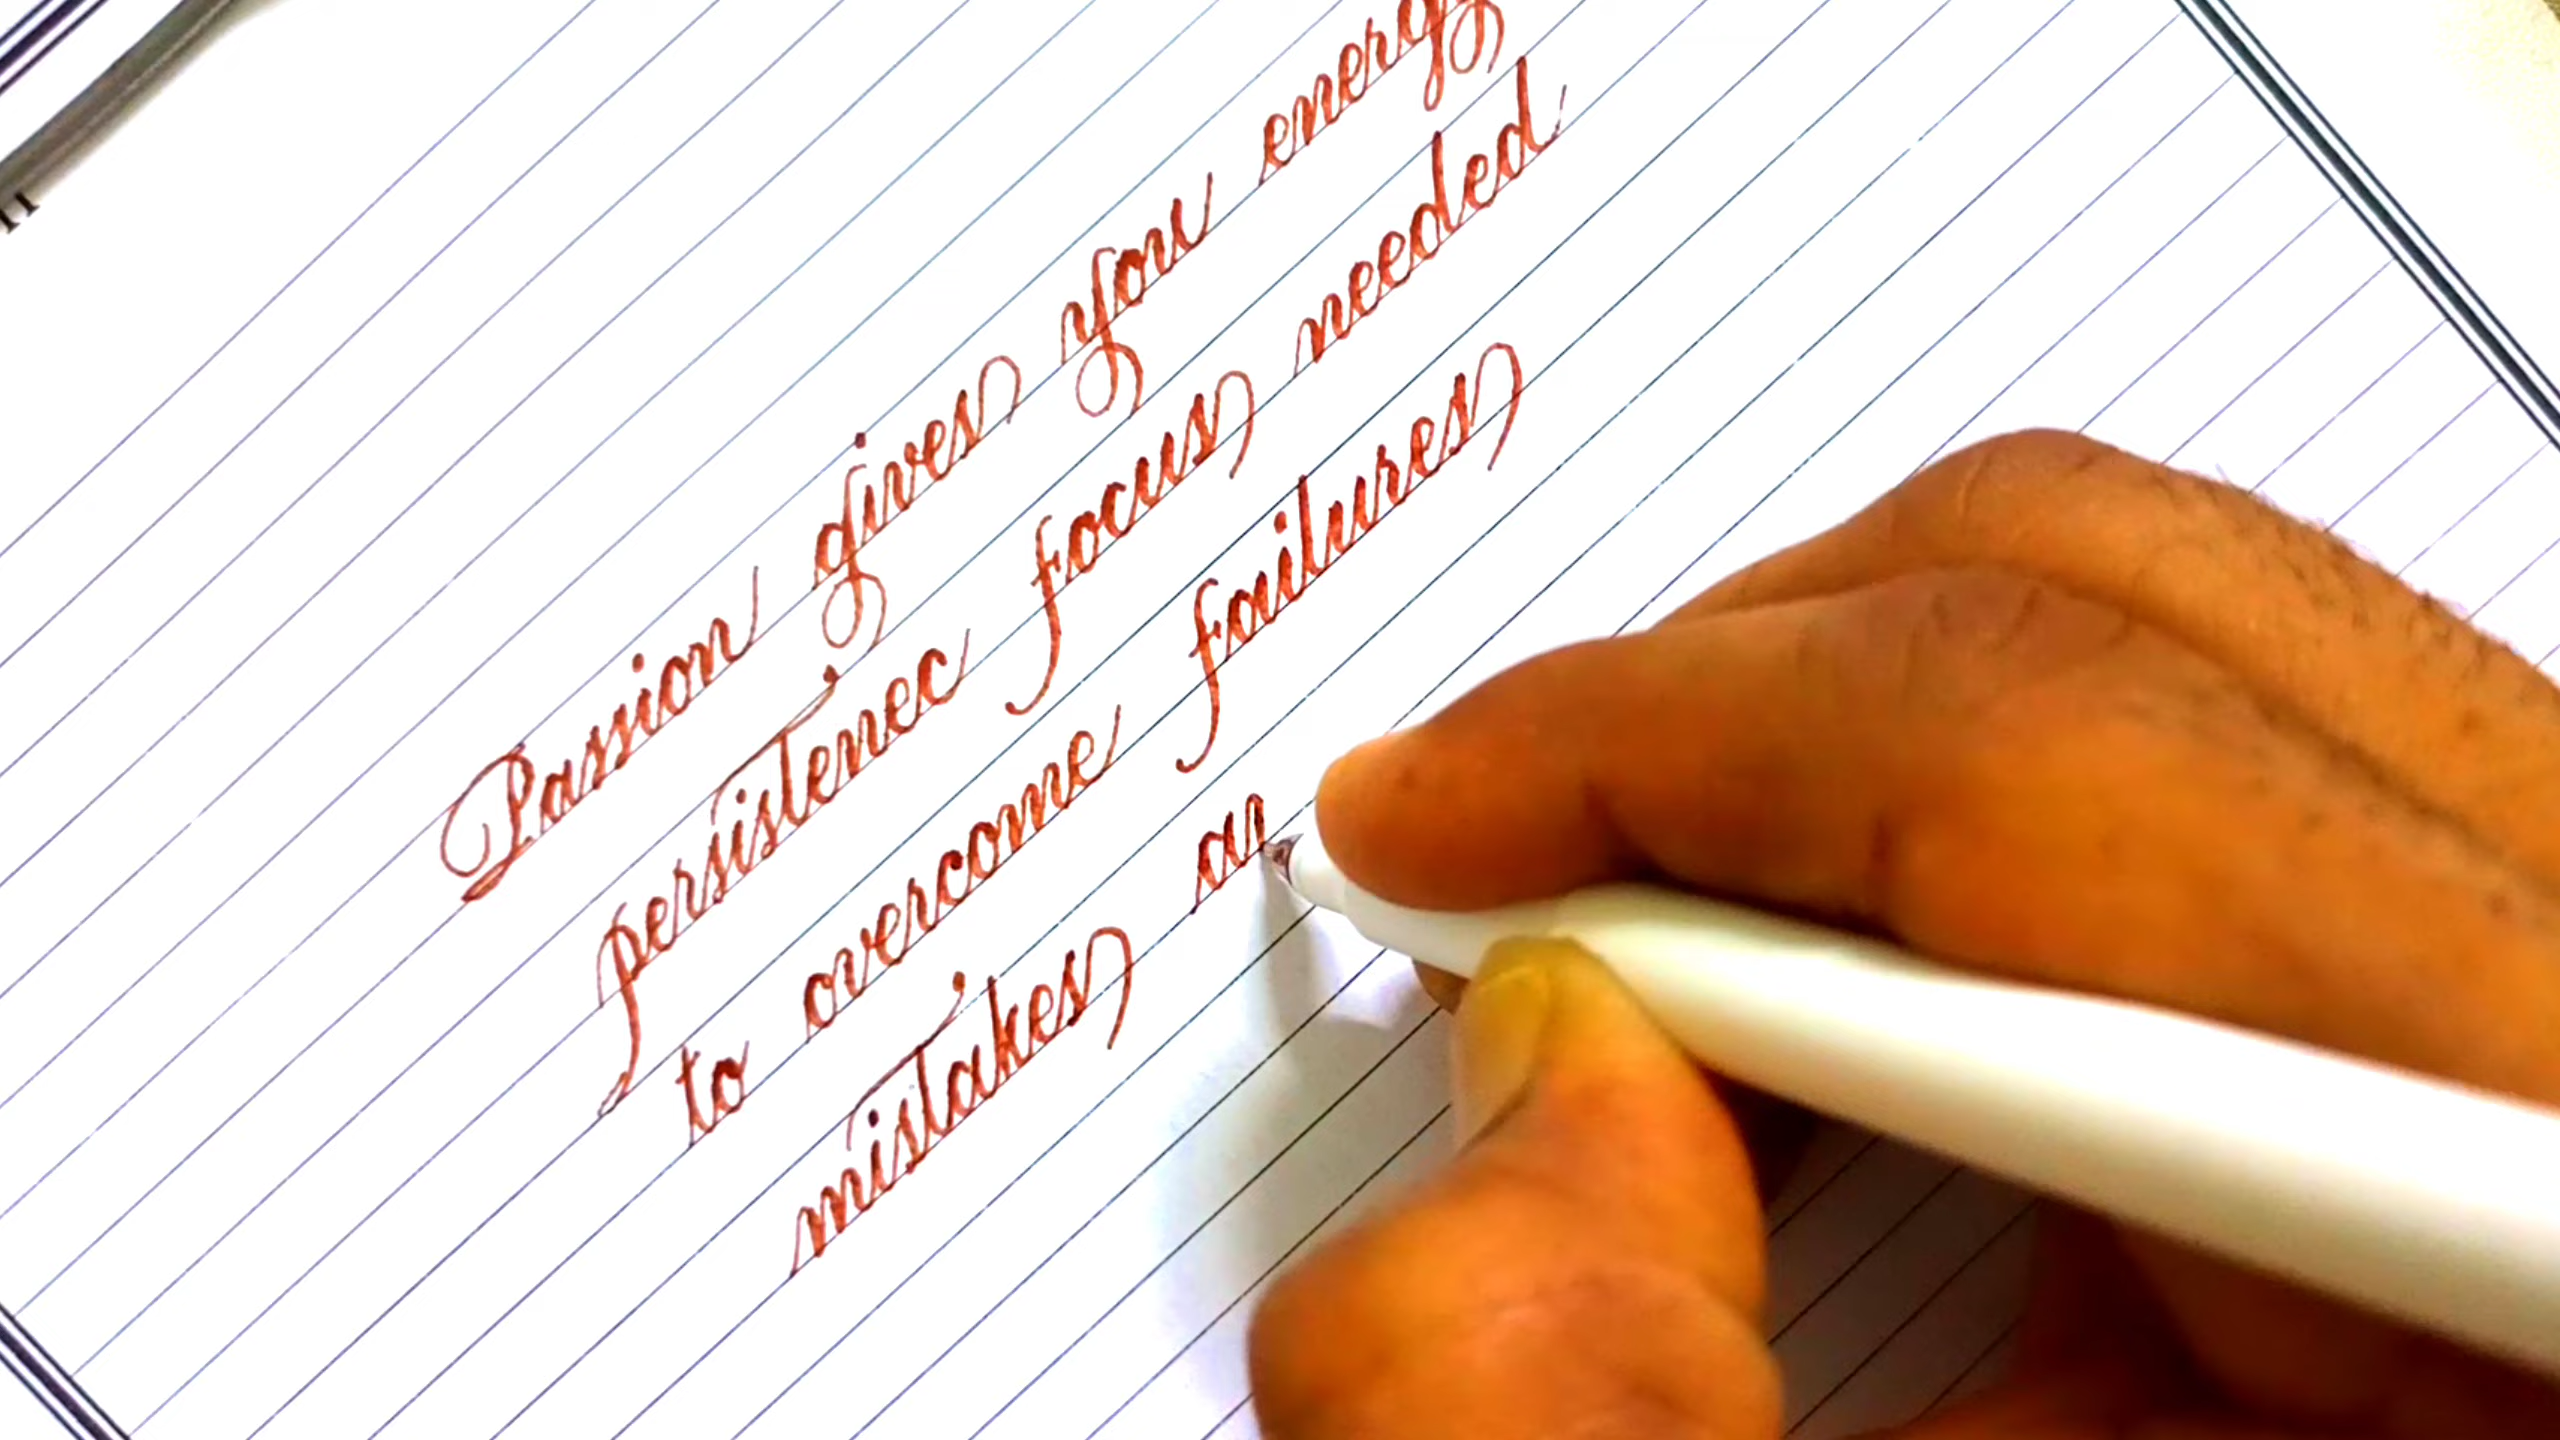 Passion gives you energy
persistenec focus needed
to overcome failures
mistakes an